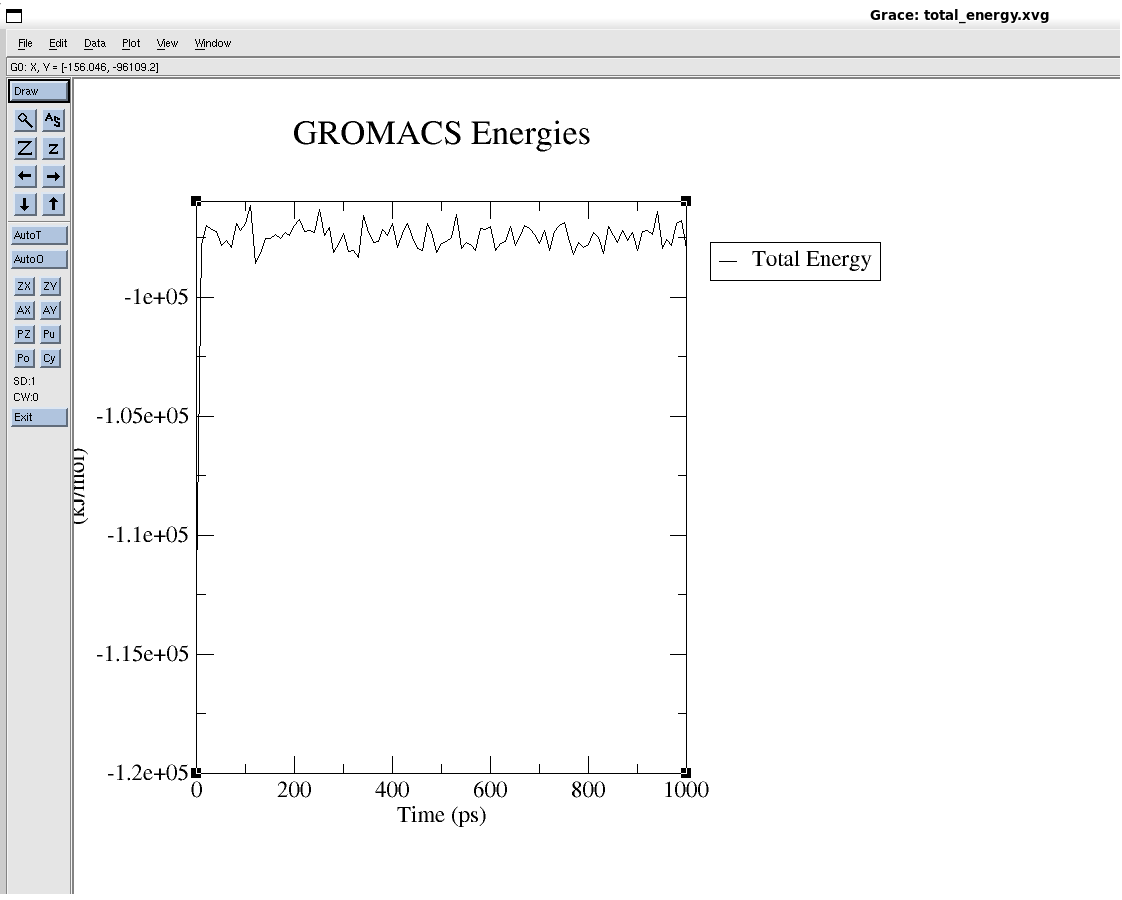 Grace: total_energy.xvg
File Edit Data Plot View Window
G0: X, Y = [-156.046, -96109.2]
Draw
AS
Z z
AutoT
AutoO
ZX ZY
AX AY
PZ Pu
Po Cy
SD:1
CW:0
Exit
GROMACS Energies
Total Energy
-1e+05
-1.05e+05
(kJ/mol)
-1.1e+05
-1.15e+05
-1.2e+05
0 200 400 600 800 1000
Time (ps)